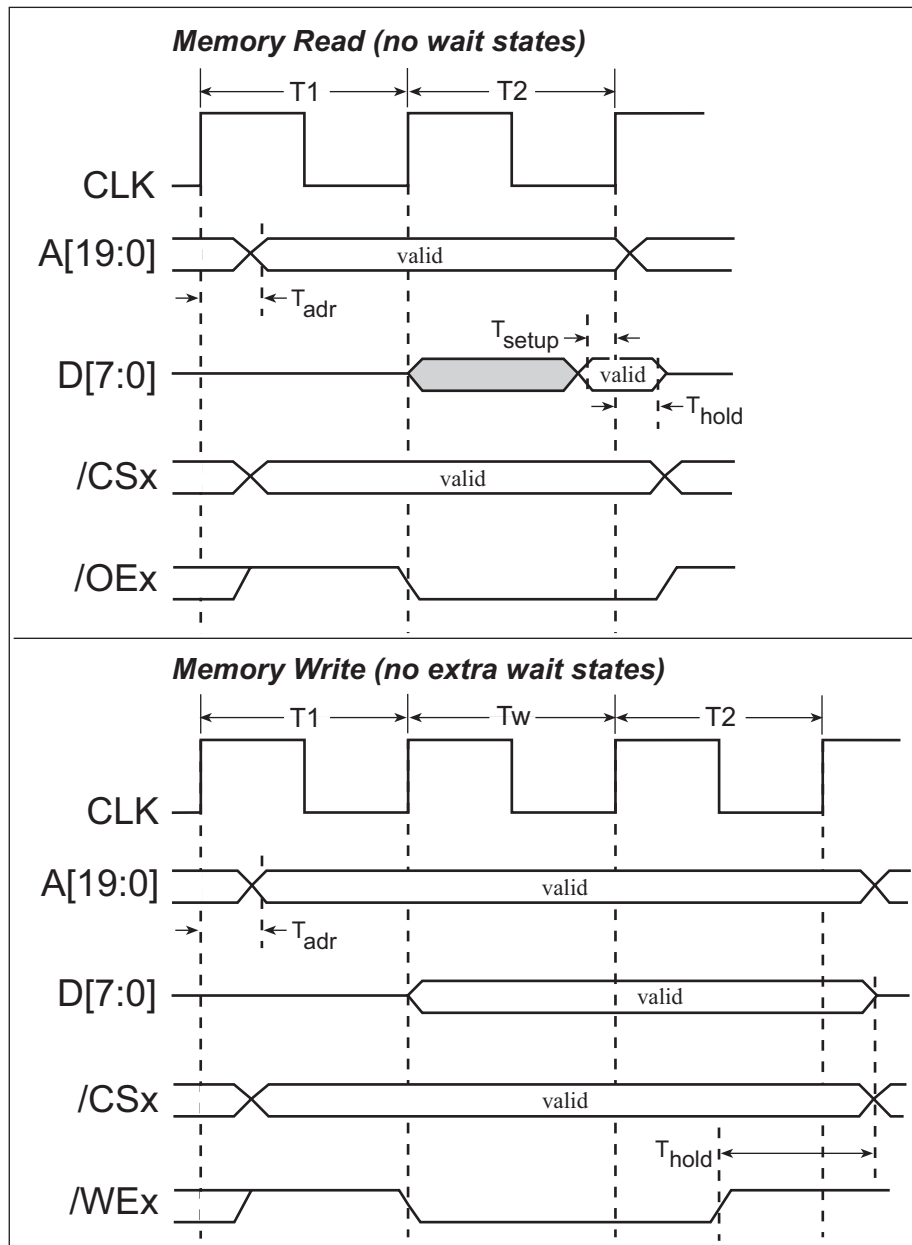 Memory Read (no wait states)
T1 T2
CLK
A[19:0] valid
Tadr
Tsetup
D[7:0] valid
Thold
/CSx valid
/OEx
Memory Write (no extra wait states)
T1 Tw T2
CLK
A[19:0] valid
Tadr
D[7:0] valid
/CSx valid
Thold
/WEx